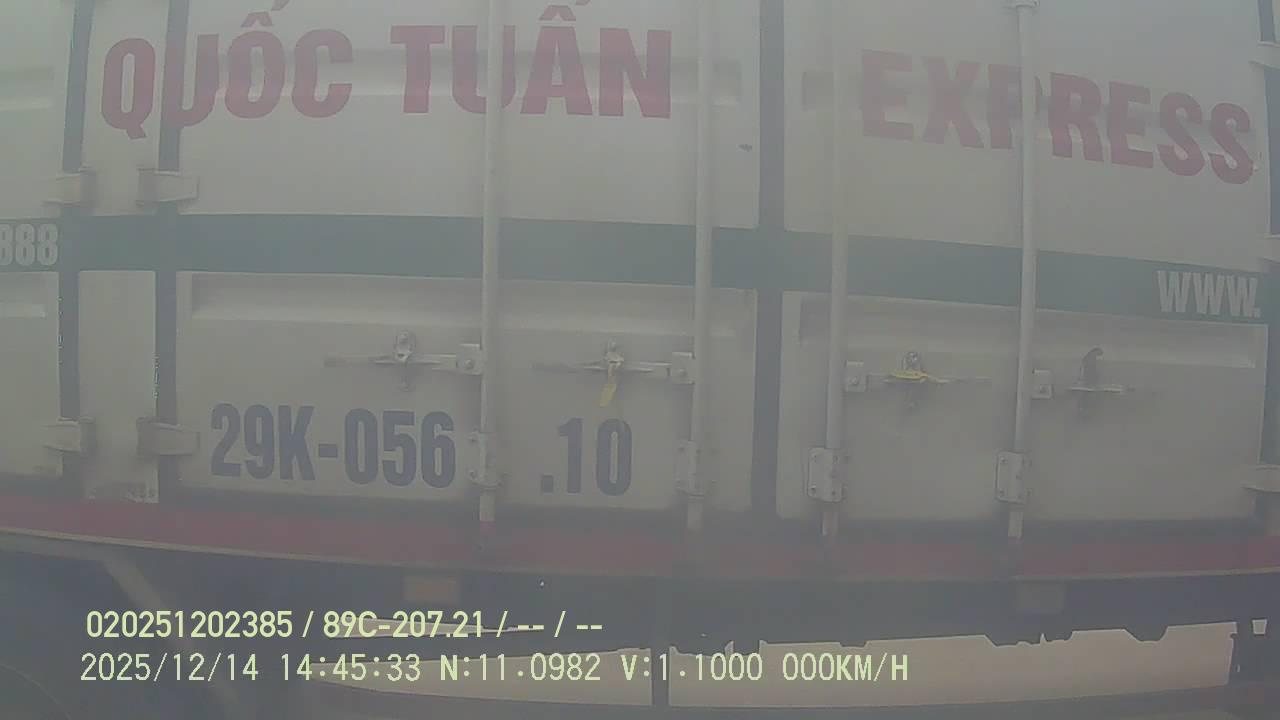 QUỐC TUẤN EXPRESS
888
WWW.
29K-056.10
020251202385 / 89C-207.21 / -- / --
2025/12/14 14:45:33 N:11.0982 V:1.1000 000KM/H